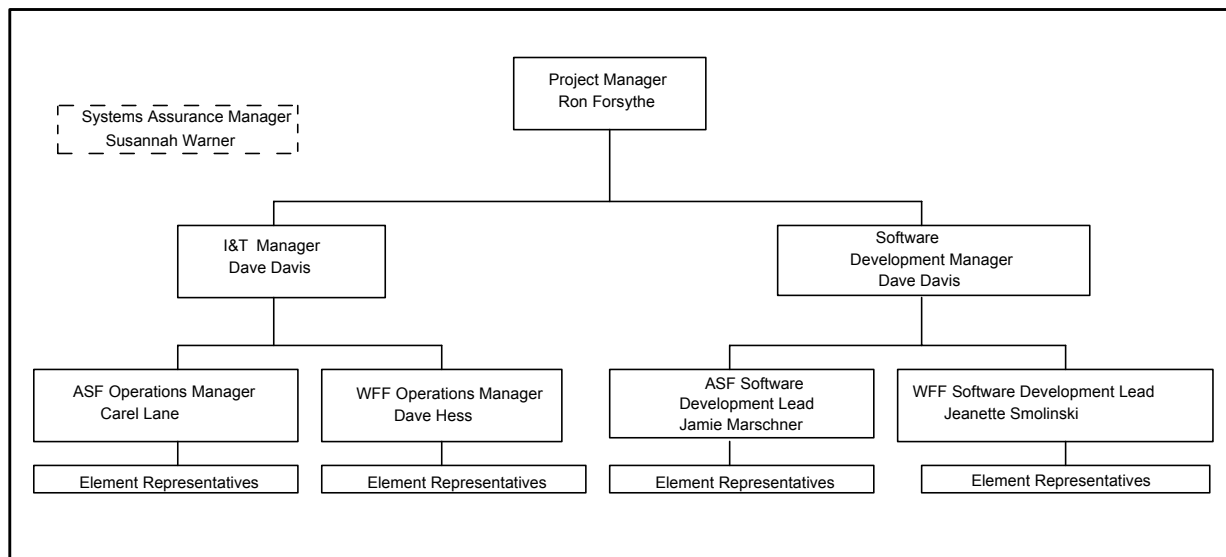 Project Manager
Ron Forsythe
Systems Assurance Manager
Susannah Warner
I&T Manager
Dave Davis
Software
Development Manager
Dave Davis
ASF Operations Manager
Carel Lane
WFF Operations Manager
Dave Hess
ASF Software
Development Lead
Jamie Marschner
WFF Software Development Lead
Jeanette Smolinski
Element Representatives
Element Representatives
Element Representatives
Element Representatives